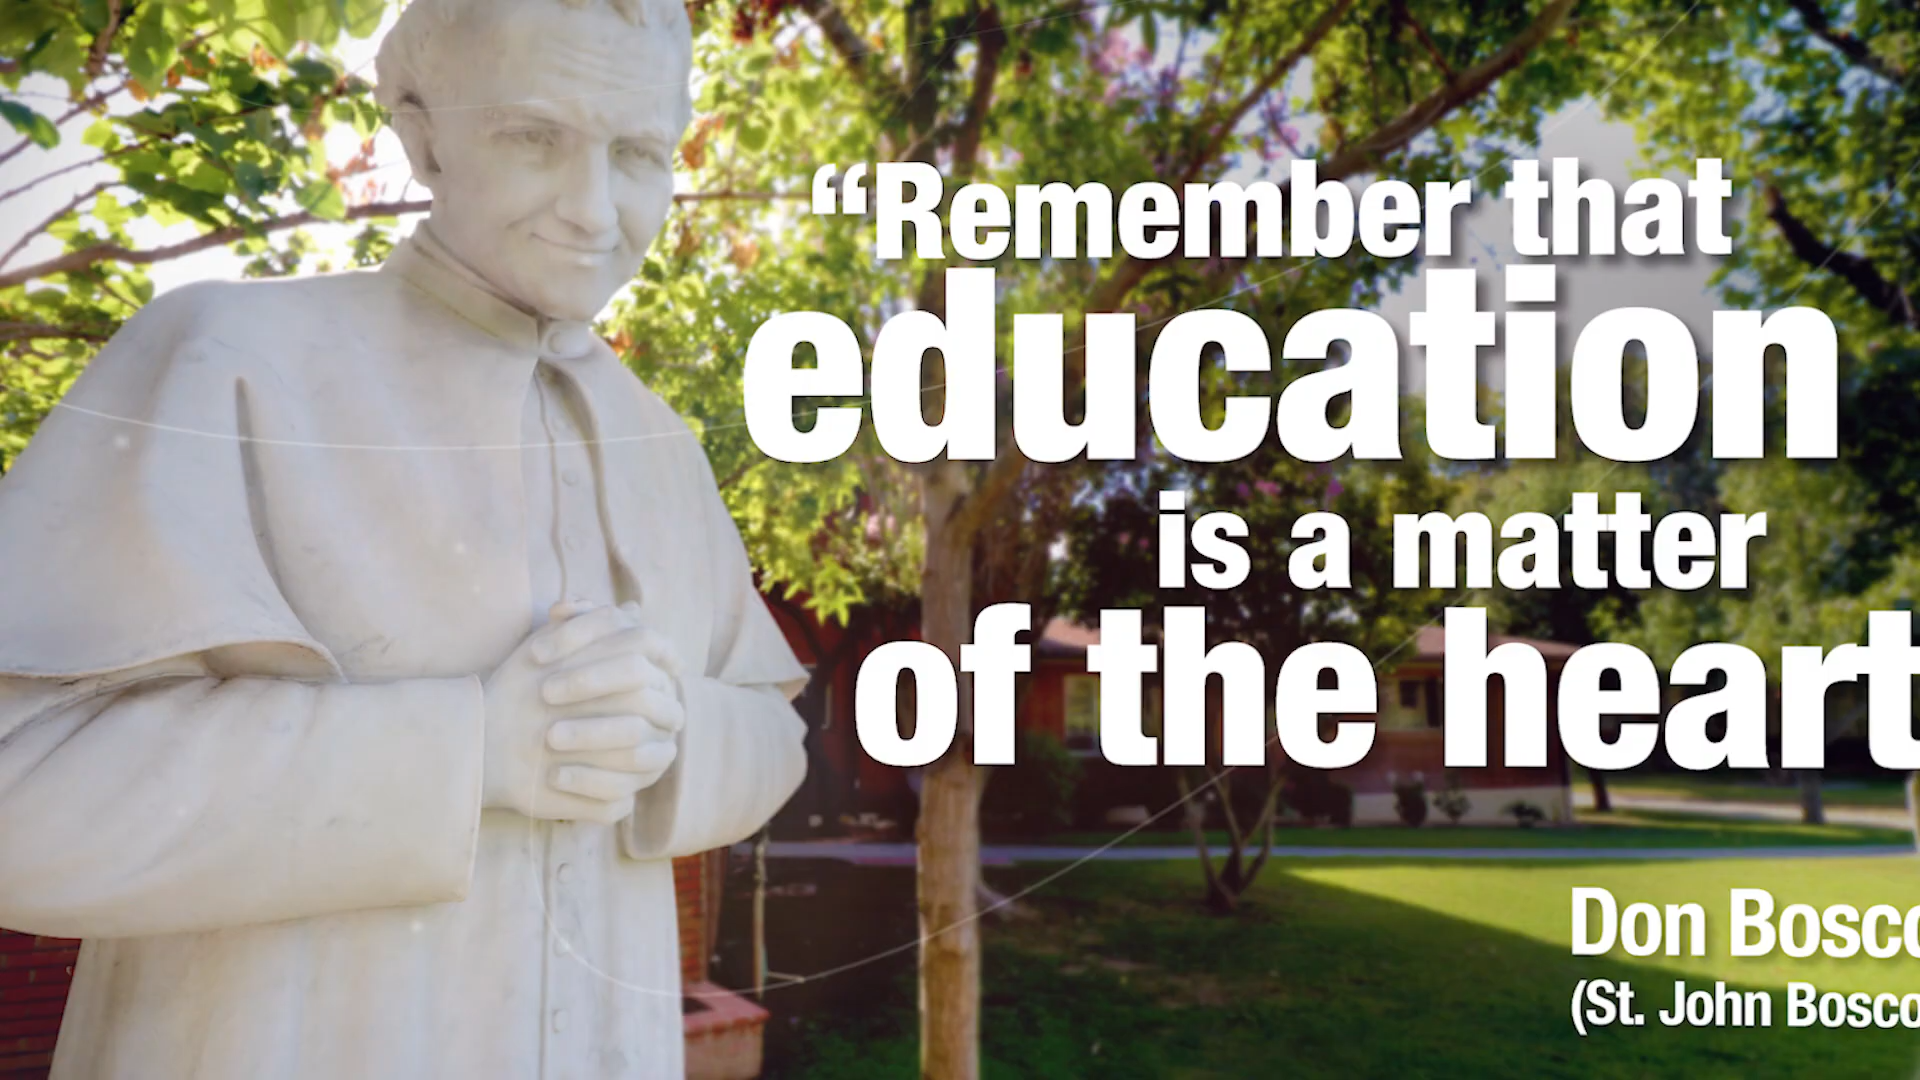 “Remember that
education
is a matter
of the heart
Don Bosco
(St. John Bosco